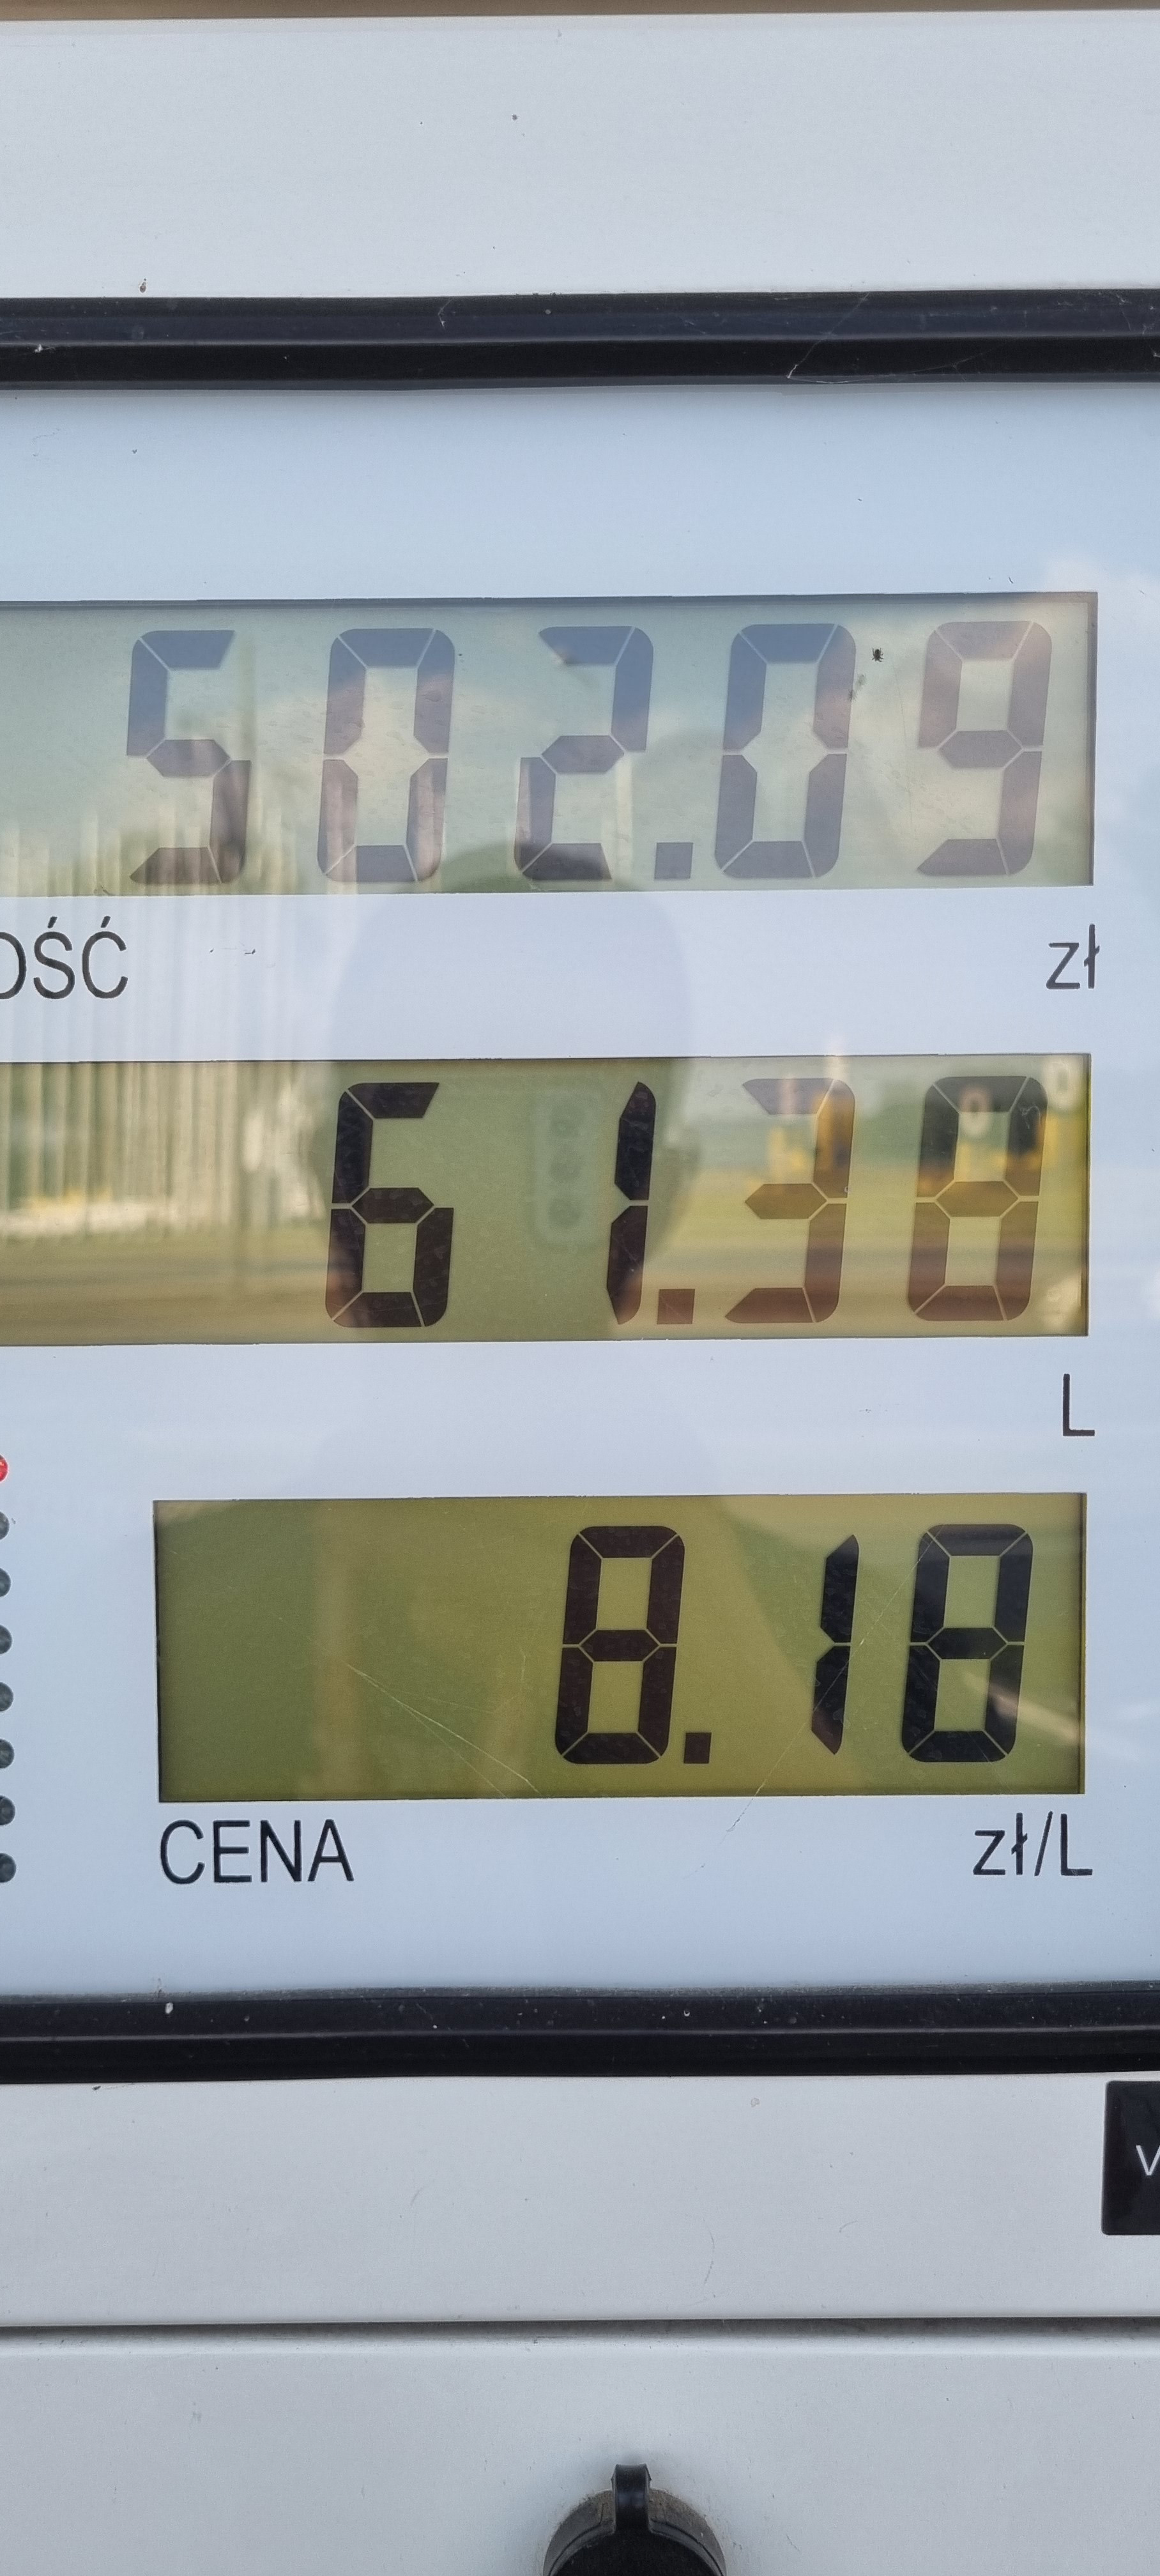 502.09
OŚĆ
zł
61.38
L
8.18
CENA
zł/L
V